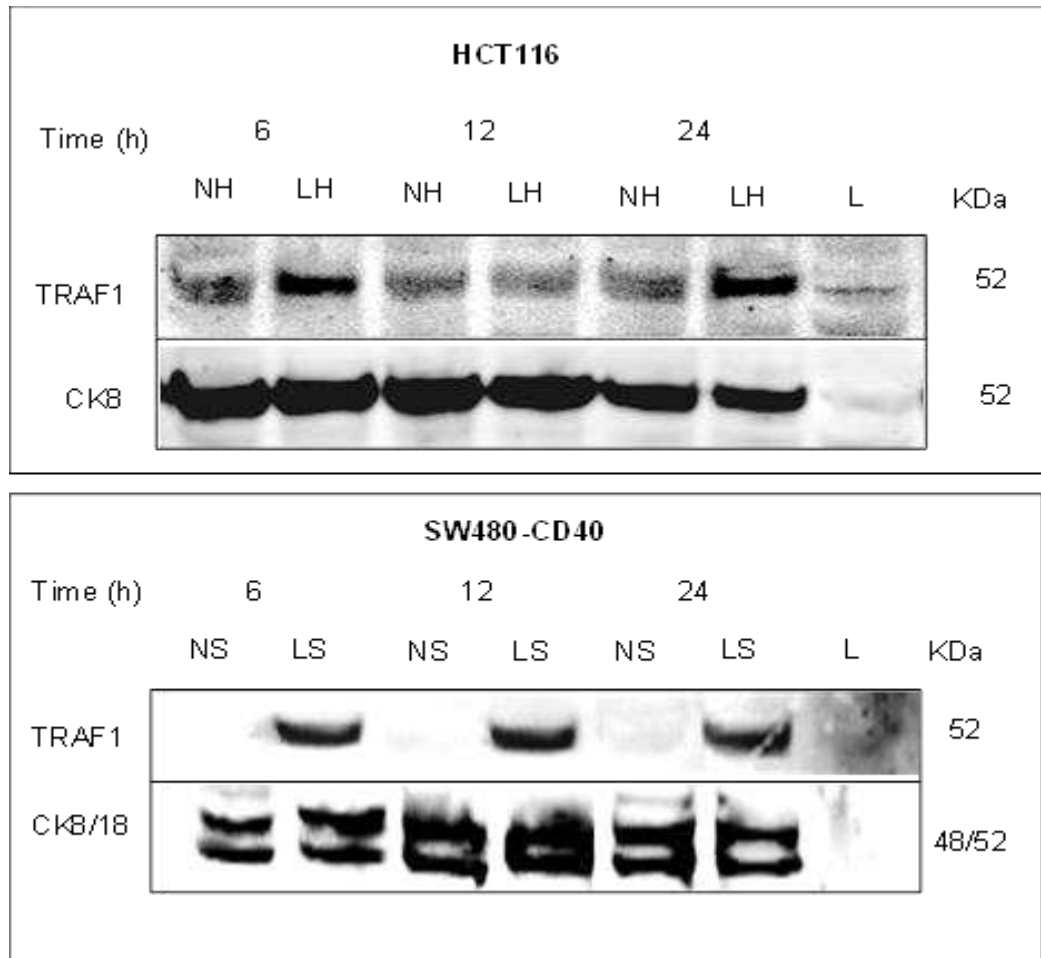 HCT116
Time (h) 6 12 24
NH LH NH LH NH LH L KDa
TRAF1 52
CK8 52
SW480-CD40
Time (h) 6 12 24
NS LS NS LS NS LS L KDa
TRAF1 52
CK8/18 48/52